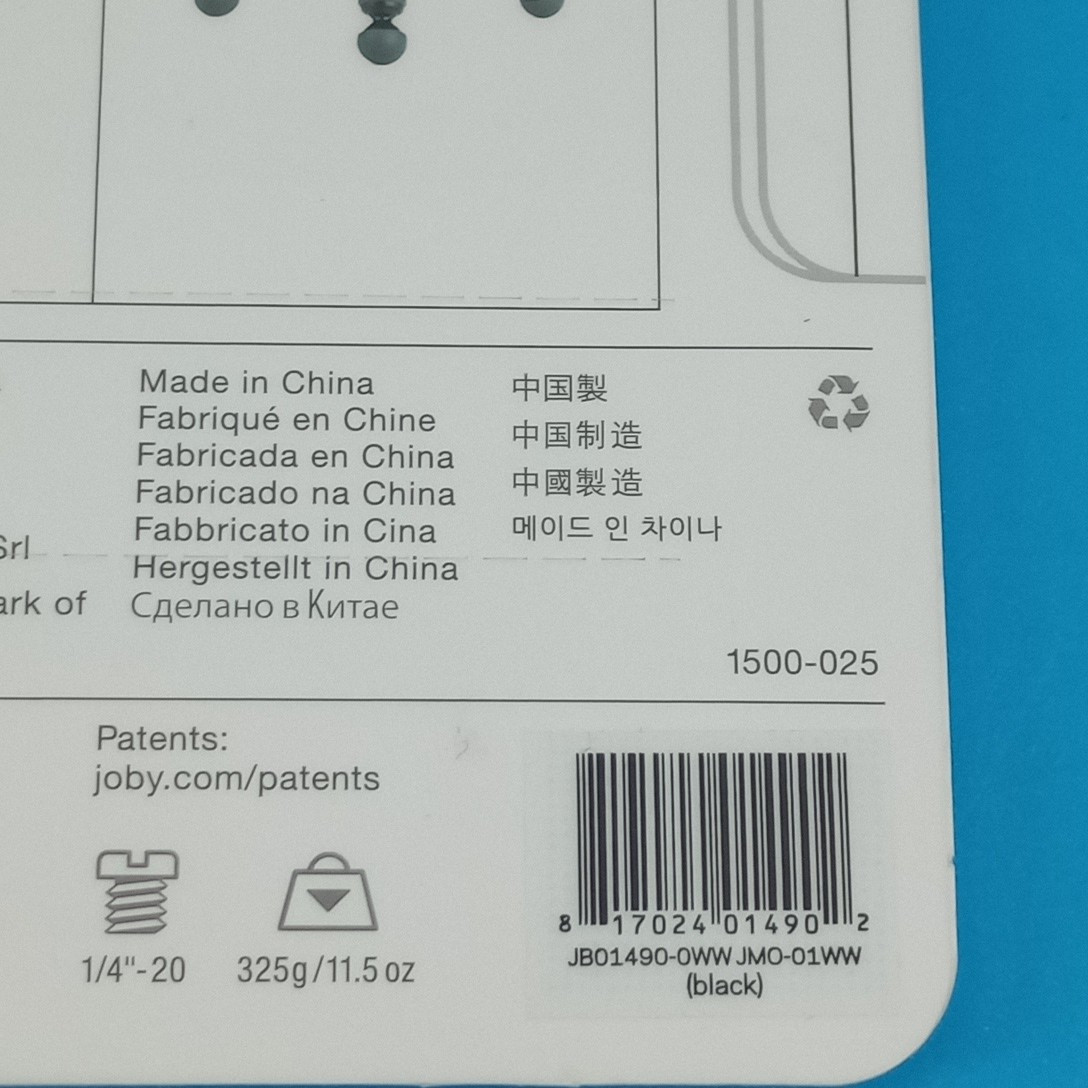 Made in China
Fabriqué en Chine
Fabricada en China
Fabricado na China
Fabbricato in Cina
Hergestellt in China
Сделано в Китае
中国製
中国制造
中國製造
메이드 인 차이나
Srl
ark of
1500-025
Patents:
joby.com/patents
1/4"-20
325g/11.5 oz
8 17024 01490 2
JB01490-0WW JMO-01WW
(black)